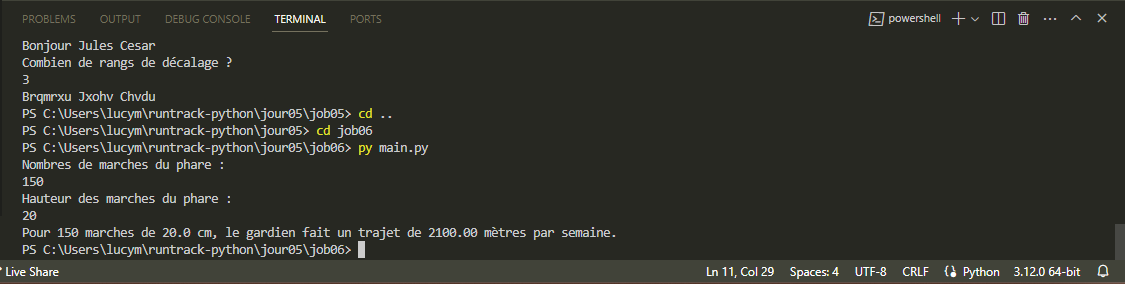 PROBLEMS OUTPUT DEBUG CONSOLE TERMINAL PORTS powershell
Bonjour Jules Cesar
Combien de rangs de décalage ?
3
Brqmrxu Jxohv Chvdu
PS C:\Users\lucym\runtrack-python\jour05\job05> cd ..
PS C:\Users\lucym\runtrack-python\jour05> cd job06
PS C:\Users\lucym\runtrack-python\jour05\job06> py main.py
Nombres de marches du phare :
150
Hauteur des marches du phare :
20
Pour 150 marches de 20.0 cm, le gardien fait un trajet de 2100.00 mètres par semaine.
PS C:\Users\lucym\runtrack-python\jour05\job06>
Live Share Ln 11, Col 29 Spaces: 4 UTF-8 CRLF Python 3.12.0 64-bit